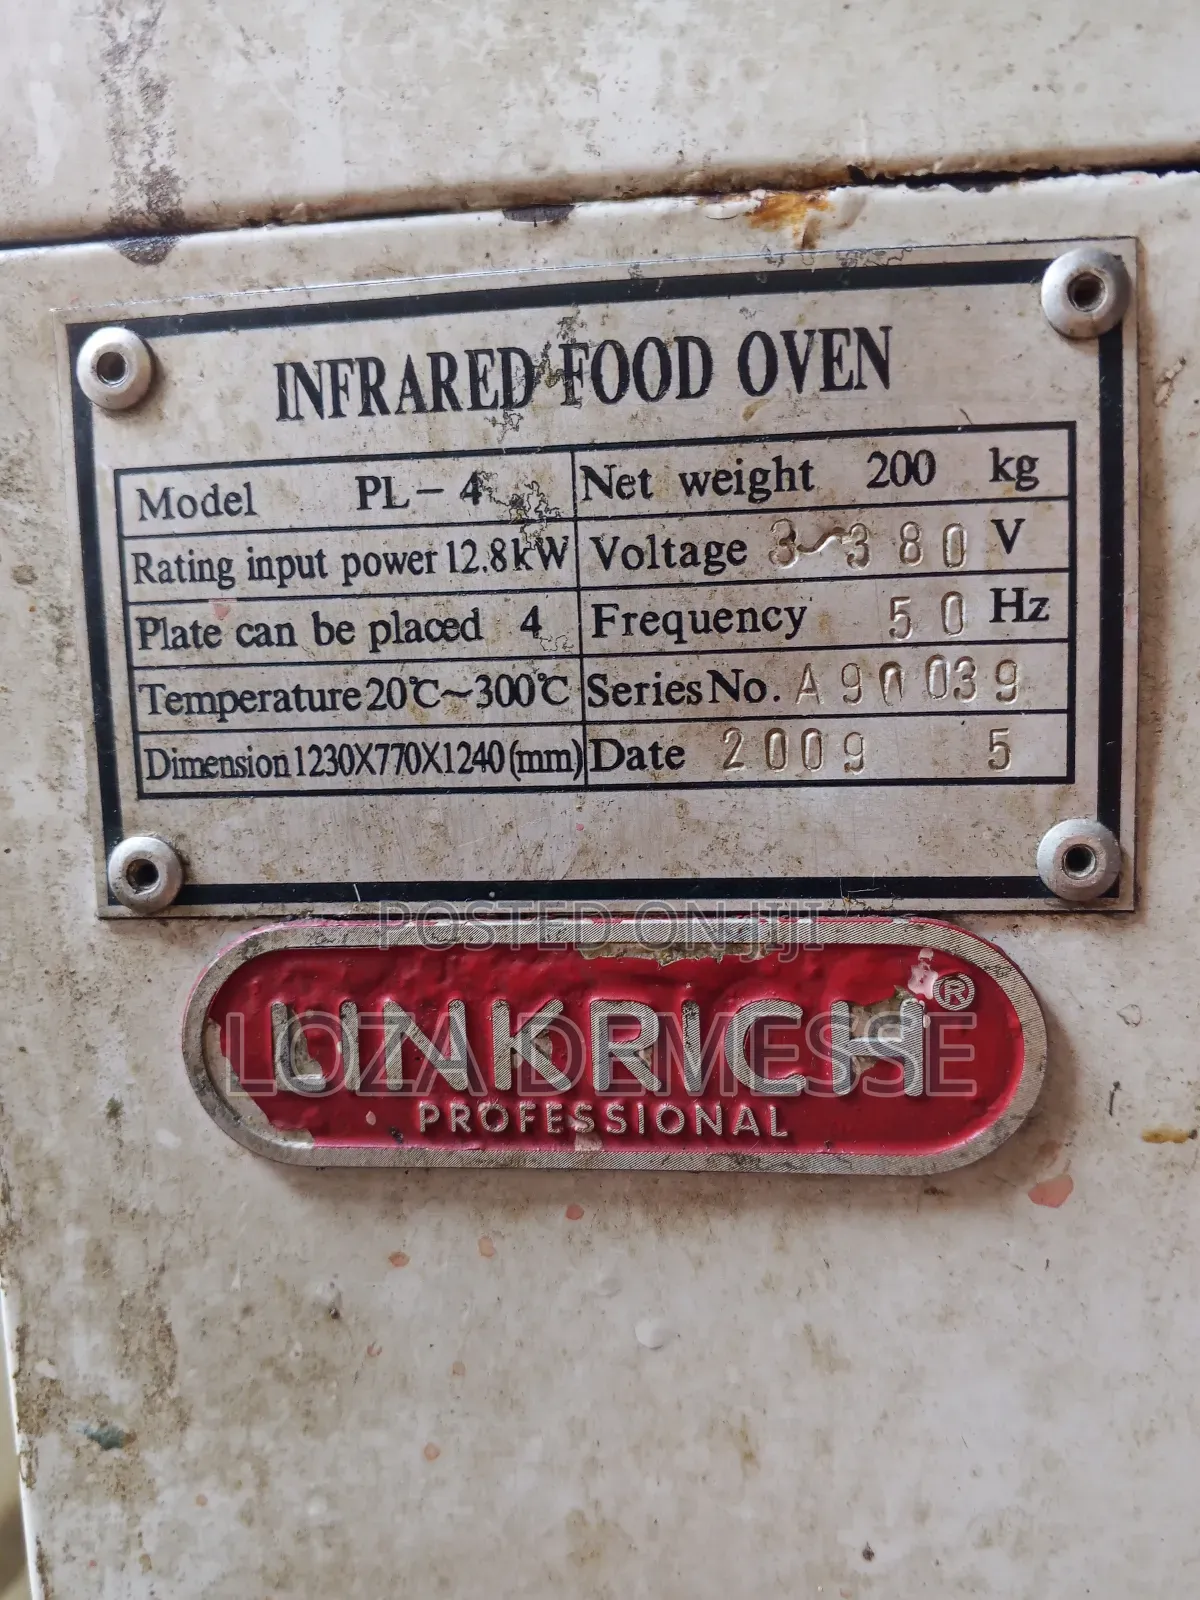 INFRARED FOOD OVEN
Model PL-4 Net weight 200 kg
Rating input power 12.8kW Voltage 3~380 V
Plate can be placed 4 Frequency 50 Hz
Temperature 20℃~300℃ Series No. A90039
Dimension 1230X770X1240(mm) Date 2009 5
POSTED ON JIJI
LINKRICH®
LOZA DEMESSE
PROFESSIONAL